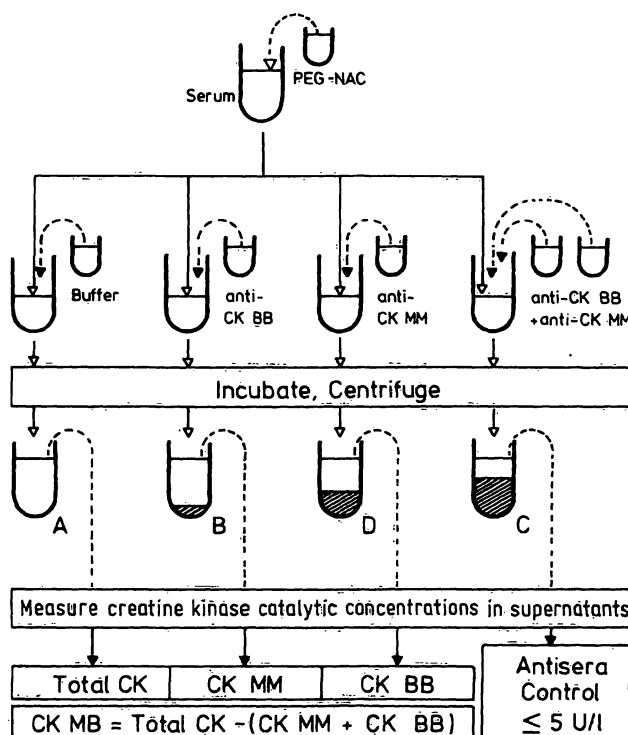 PEG-NAC
Serum
Buffer
anti-
CK BB
anti-
CK MM
anti-CK BB
+anti-CK MM
Incubate, Centrifuge
A
B
D
C
Measure creatine kinase catalytic concentrations in supernatants
Total CK
CK MM
CK BB
Antisera
Control
≤ 5 U/l
CK MB = Total CK -(CK MM + CK BB)